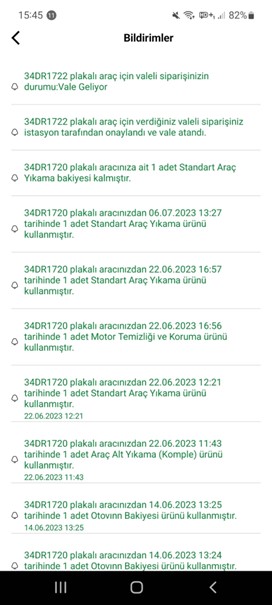 15:45 11 82%
Bildirimler
34DR1722 plakalı araç için valeli siparişinizin
durumu:Vale Geliyor
34DR1722 plakalı araç için verdiğiniz valeli siparişiniz
istasyon tarafından onaylandı ve vale atandı.
34DR1720 plakalı aracınıza ait 1 adet Standart Araç
Yıkama bakiyesi kalmıştır.
34DR1720 plakalı aracınızdan 06.07.2023 13:27
tarihinde 1 adet Standart Araç Yıkama ürünü
kullanmıştır.
34DR1720 plakalı aracınızdan 22.06.2023 16:57
tarihinde 1 adet Standart Araç Yıkama ürünü
kullanmıştır.
34DR1720 plakalı aracınızdan 22.06.2023 16:56
tarihinde 1 adet Motor Temizliği ve Koruma ürünü
kullanmıştır.
34DR1720 plakalı aracınızdan 22.06.2023 12:21
tarihinde 1 adet Standart Araç Yıkama ürünü
kullanmıştır.
22.06.2023 12:21
34DR1720 plakalı aracınızdan 22.06.2023 11:43
tarihinde 1 adet Araç Alt Yıkama (Komple) ürünü
kullanmıştır.
22.06.2023 11:43
34DR1720 plakalı aracınızdan 14.06.2023 13:25
tarihinde 1 adet Otovınn Bakiyesi ürünü kullanmıştır.
14.06.2023 13:25
34DR1720 plakalı aracınızdan 14.06.2023 13:24
tarihinde 1 adet Otovınn Bakiyesi ürünü kullanmıştır.